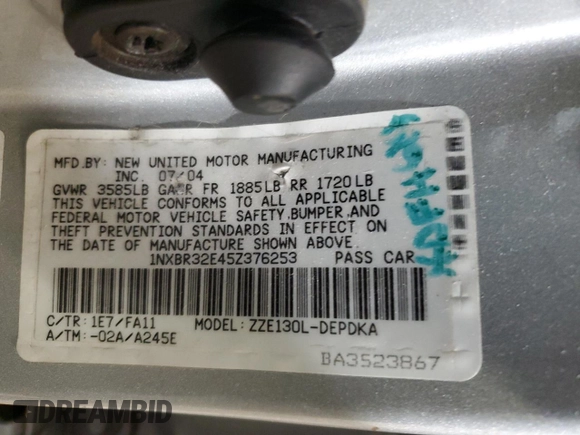 MFD.BY: NEW UNITED MOTOR MANUFACTURING
INC. 07/04
GVWR 3585LB GAWR FR 1885LB RR 1720LB
THIS VEHICLE CONFORMS TO ALL APPLICABLE
FEDERAL MOTOR VEHICLE SAFETY,BUMPER,AND
THEFT PREVENTION STANDARDS IN EFFECT ON
THE DATE OF MANUFACTURE SHOWN ABOVE.
1NXBR32E45Z376253 PASS CAR
C/TR: 1E7/FA11 MODEL: ZZE130L-DEPDKA
A/TM: -02A/A245E
BA3523867
DREAMBID